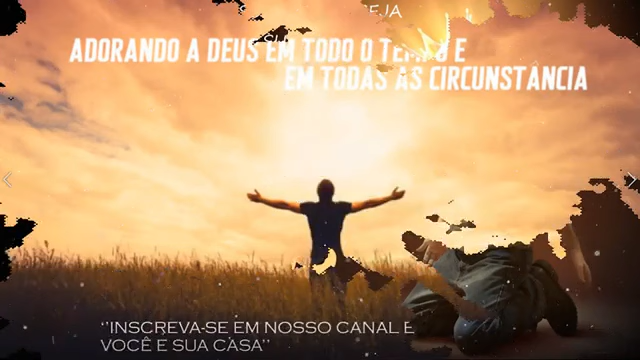 ADORANDO A DEUS EM TODO O TEMPO E
EM TODAS AS CIRCUNSTÂNCIA
"INSCREVA-SE EM NOSSO CANAL E
VOCÊ E SUA CASA"